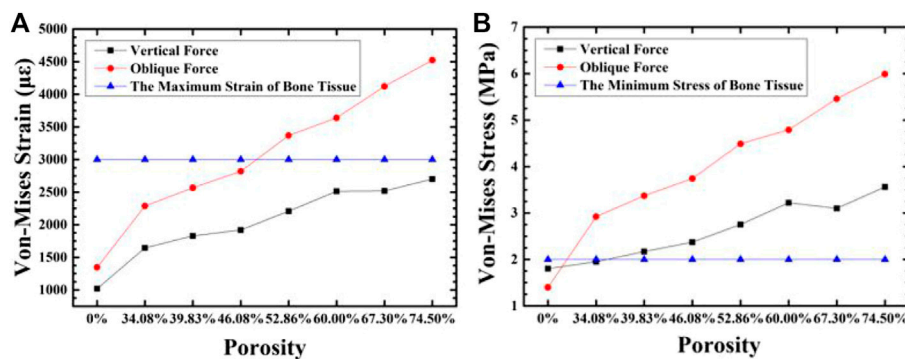 A
Von-Mises Strain (με)
5000
4500
4000
3500
3000
2500
2000
1500
1000
Vertical Force
Oblique Force
The Maximum Strain of Bone Tissue
0% 34.08% 39.83% 46.08% 52.86% 60.00% 67.30% 74.50%
Porosity
B
Von-Mises Stress (MPa)
7
6
5
4
3
2
1
Vertical Force
Oblique Force
The Minimum Stress of Bone Tissue
0% 34.08% 39.83% 46.08% 52.86% 60.00% 67.30% 74.50%
Porosity